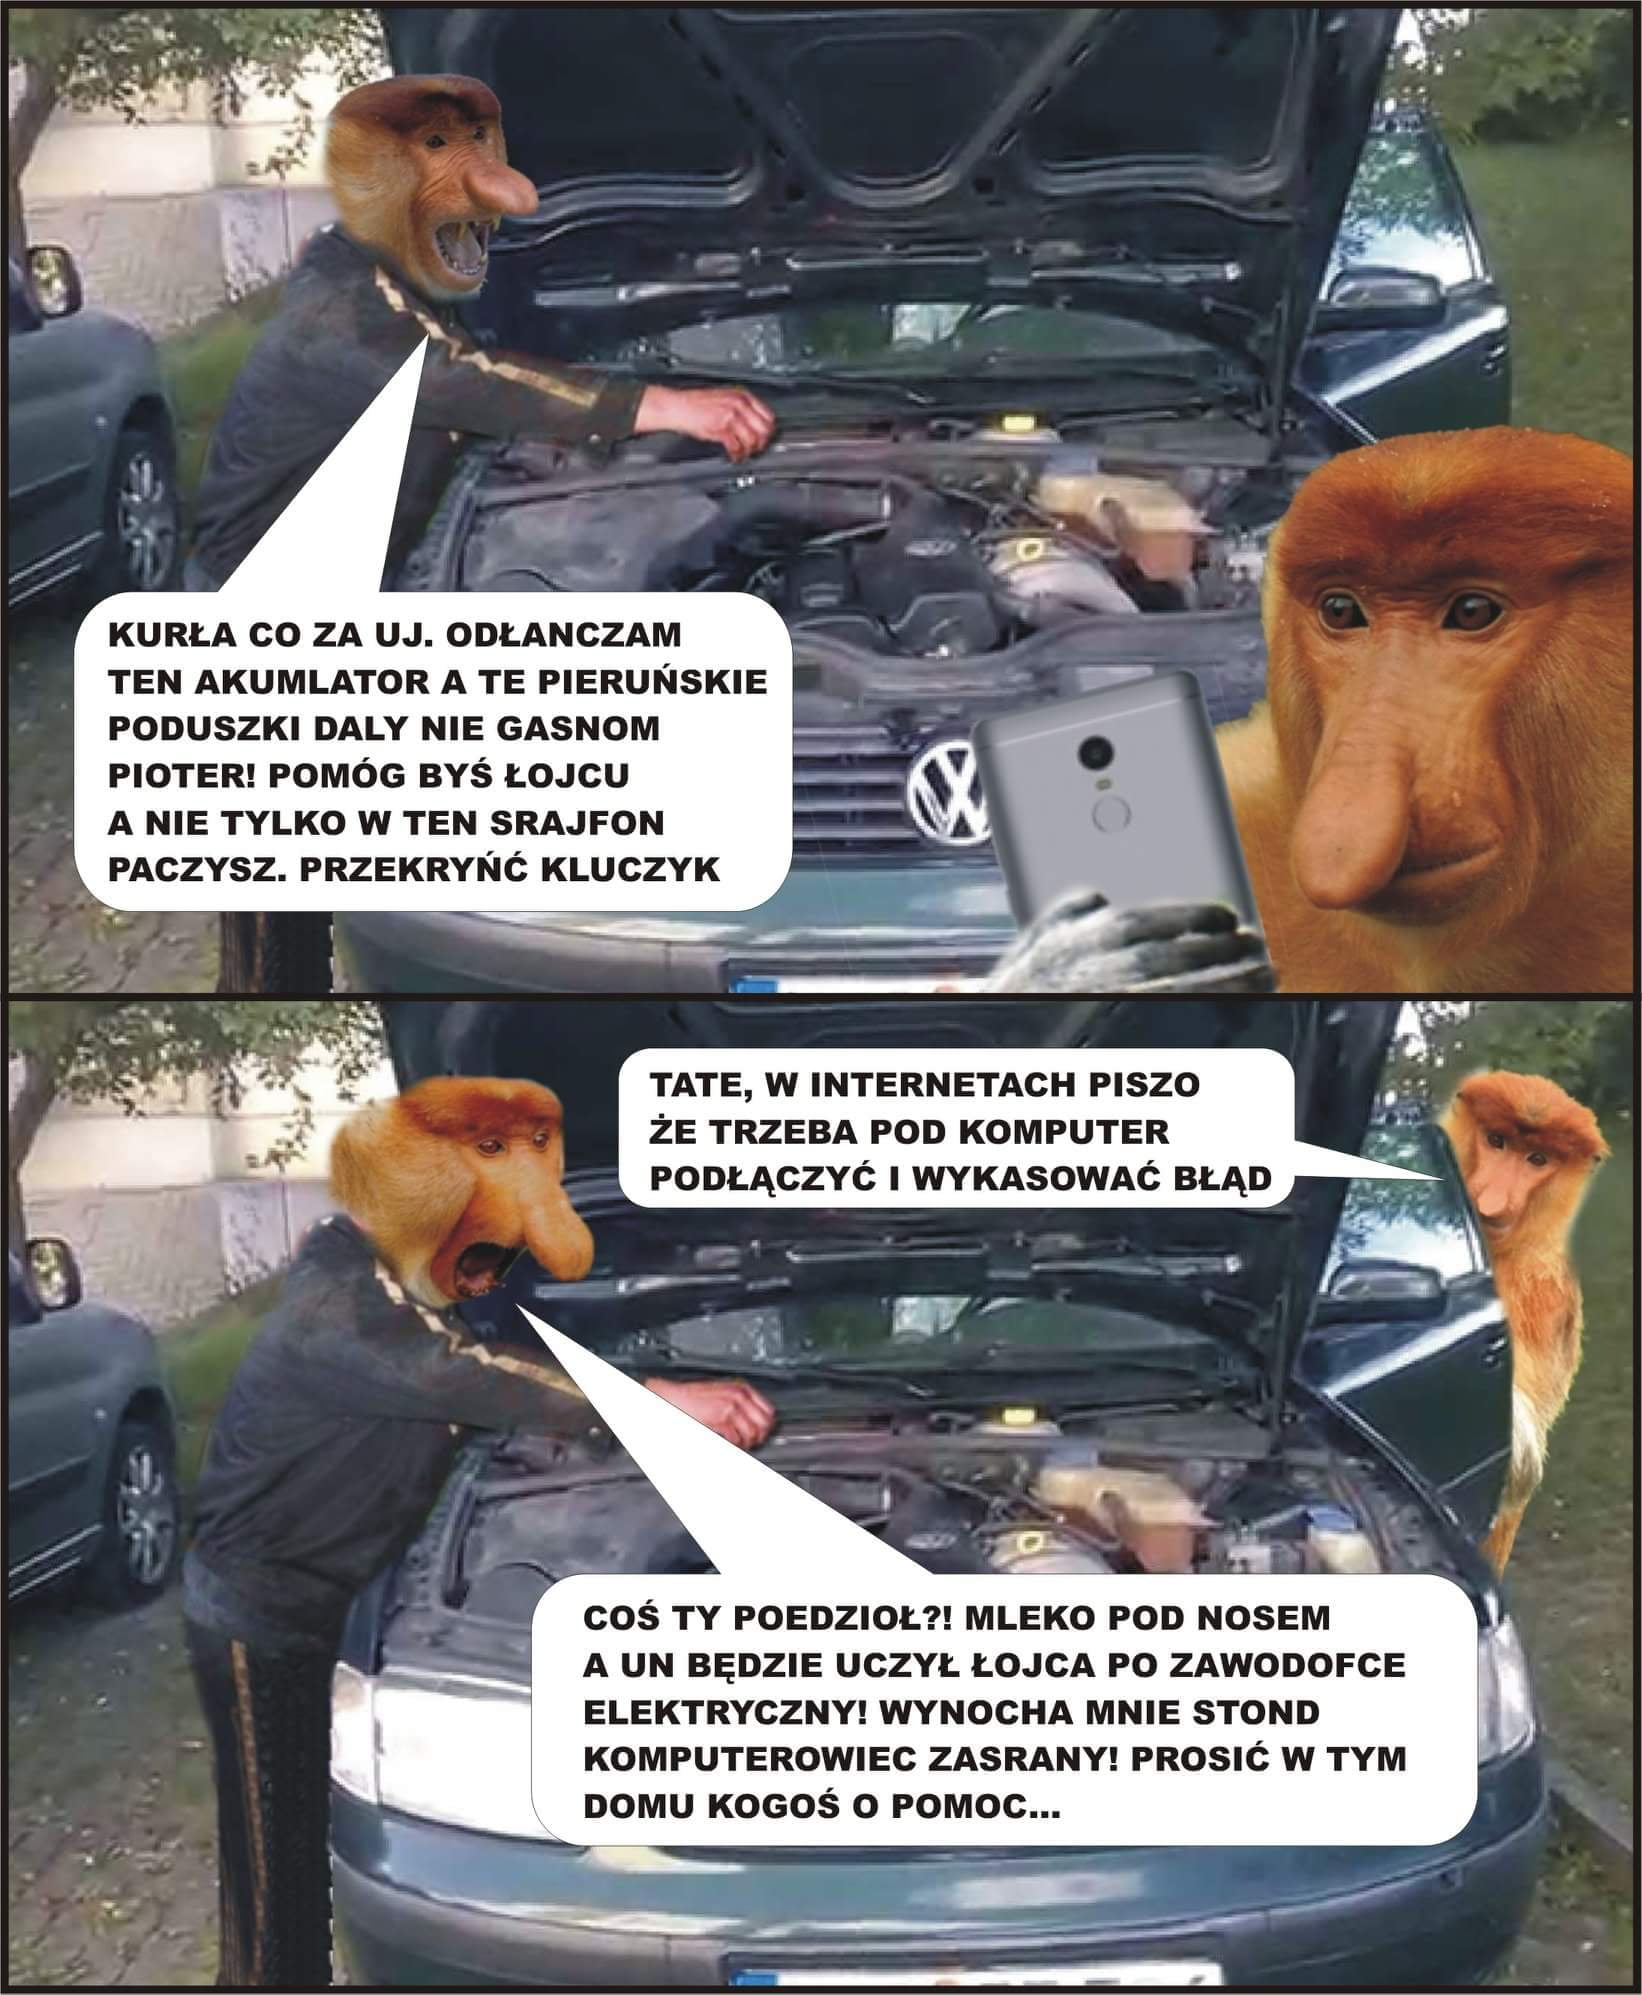 KURŁA CO ZA UJ. ODŁANCZAM
TEN AKUMLATOR A TE PIERUŃSKIE
PODUSZKI DALY NIE GASNOM
PIOTER! POMÓG BYŚ ŁOJCU
A NIE TYLKO W TEN SRAJFON
PACZYSZ. PRZEKRYŃĆ KLUCZYK
TATE, W INTERNETACH PISZO
ŻE TRZEBA POD KOMPUTER
PODŁĄCZYĆ I WYKASOWAĆ BŁĄD
COŚ TY POEDZIOŁ?! MLEKO POD NOSEM
A UN BĘDZIE UCZYŁ ŁOJCA PO ZAWODOFCE
ELEKTRYCZNY! WYNOCHA MNIE STOND
KOMPUTEROWIEC ZASRANY! PROSIĆ W TYM
DOMU KOGOŚ O POMOC...